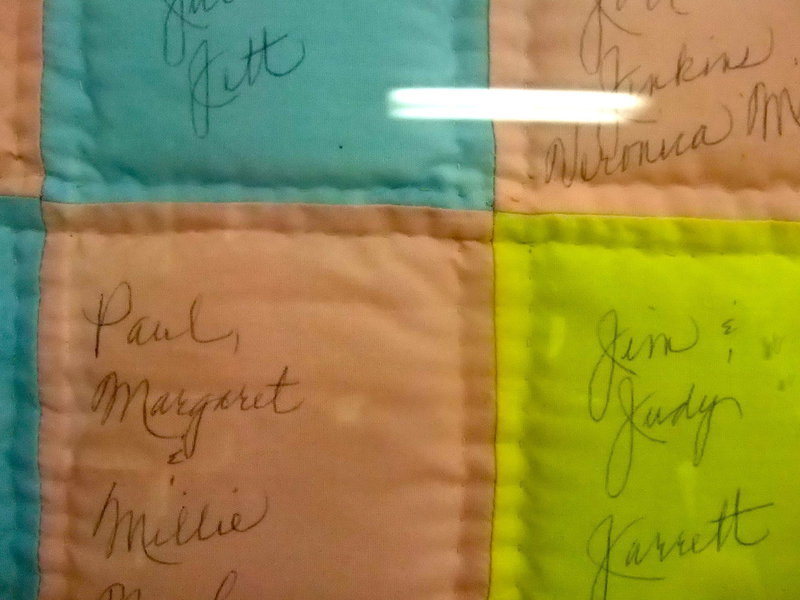 Jett
Jenkins
Veronica M
Paul,
Margaret
&
Millie
Jim &
Judy
Jarrett